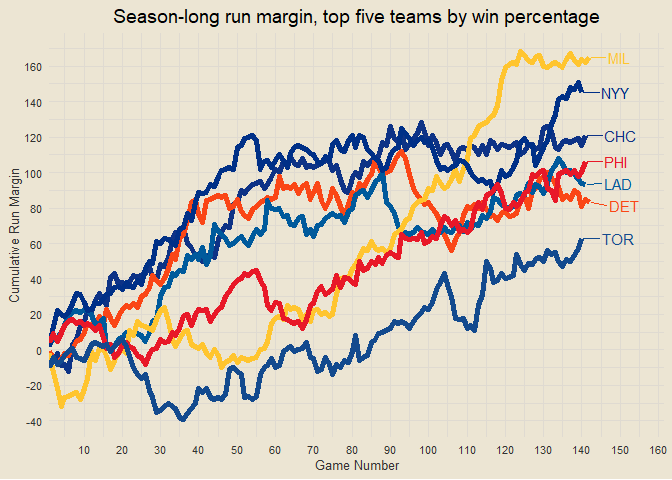 Season-long run margin, top five teams by win percentage
Cumulative Run Margin
160
140
120
100
80
60
40
20
0
-20
-40
MIL
NYY
CHC
PHI
LAD
DET
TOR
10 20 30 40 50 60 70 80 90 100 110 120 130 140 150 160
Game Number